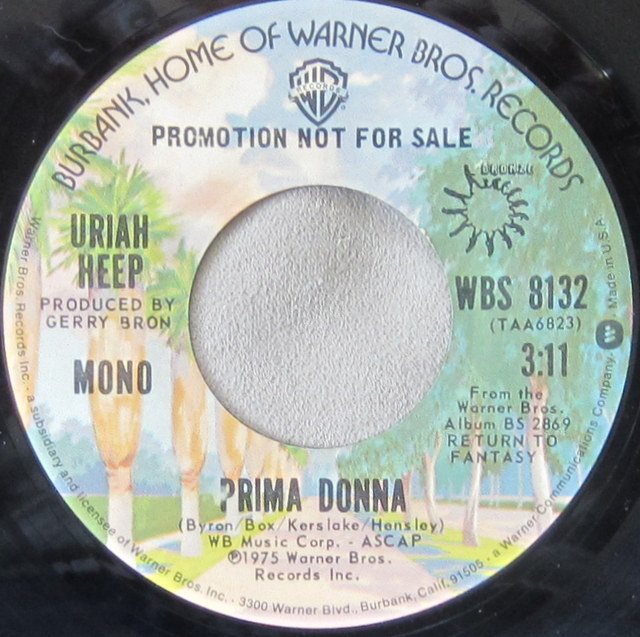 BURBANK, HOME OF WARNER BROS. RECORDS
RECORDS
PROMOTION NOT FOR SALE
BRONZE
URIAH
HEEP
PRODUCED BY
GERRY BRON
MONO
WBS 8132
(TAA6823)
3:11
From the
Warner Bros.
Album BS 2869
RETURN TO
FANTASY
PRIMA DONNA
(Byron/Box/Kerslake/Hensley)
WB Music Corp. - ASCAP
℗1975 Warner Bros.
Records Inc.
Warner Bros. Records Inc. · a subsidiary and licensee of Warner Bros. Inc. · 3300 Warner Blvd., Burbank, Calif. 91505 · a Warner Communications Company · Made in U.S.A.